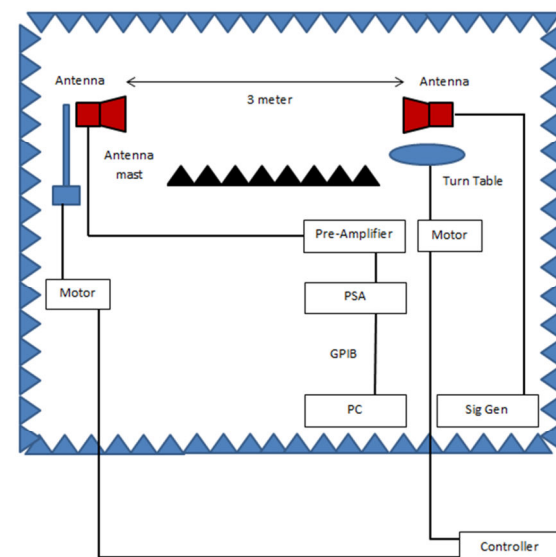 Antenna
Antenna
3 meter
Antenna
mast
Turn Table
Pre-Amplifier
Motor
Motor
PSA
GPIB
PC
Sig Gen
Controller